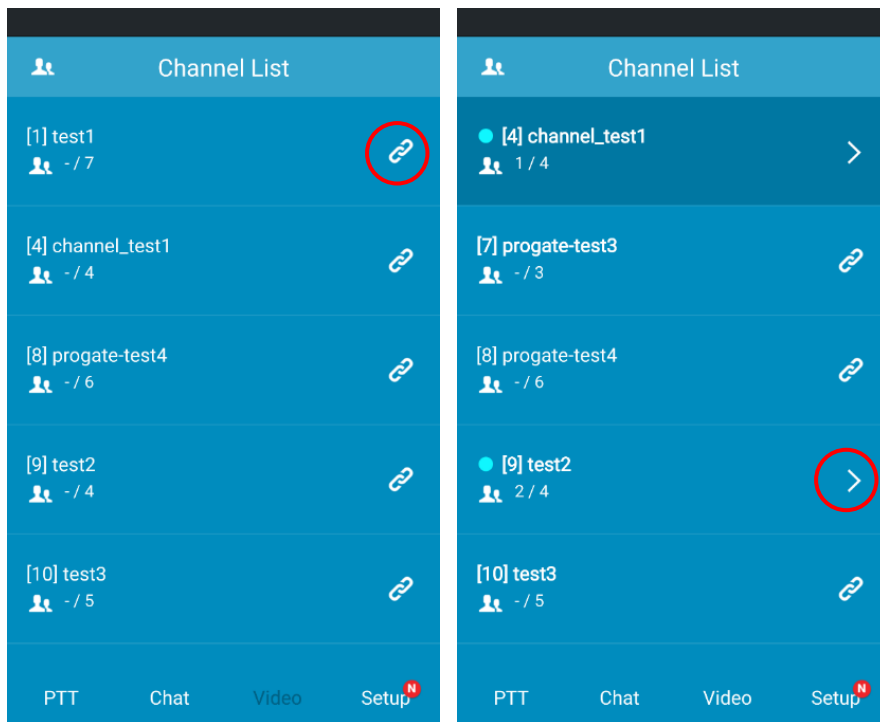 Channel List
[1] test1
- / 7
[4] channel_test1
- / 4
[8] progate-test4
- / 6
[9] test2
- / 4
[10] test3
- / 5
PTT Chat Video Setup N
Channel List
[4] channel_test1
1 / 4
[7] progate-test3
- / 3
[8] progate-test4
- / 6
[9] test2
2 / 4
[10] test3
- / 5
PTT Chat Video Setup N